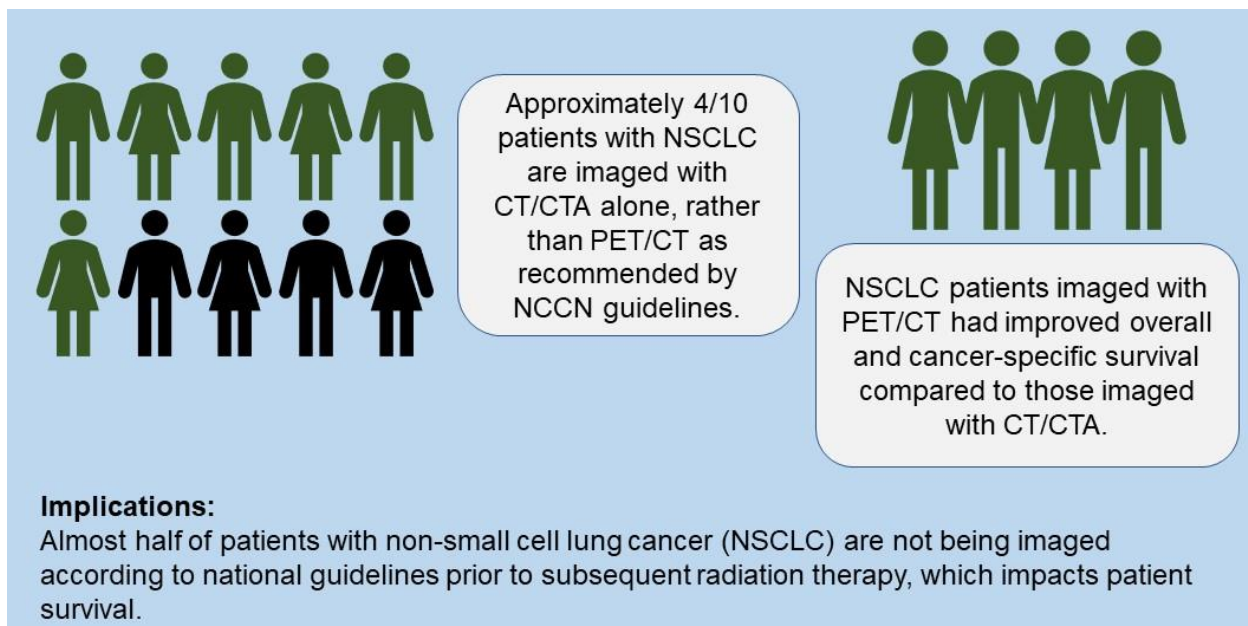 Approximately 4/10
patients with NSCLC
are imaged with
CT/CTA alone, rather
than PET/CT as
recommended by
NCCN guidelines.
NSCLC patients imaged with
PET/CT had improved overall
and cancer-specific survival
compared to those imaged
with CT/CTA.
Implications:
Almost half of patients with non-small cell lung cancer (NSCLC) are not being imaged
according to national guidelines prior to subsequent radiation therapy, which impacts patient
survival.